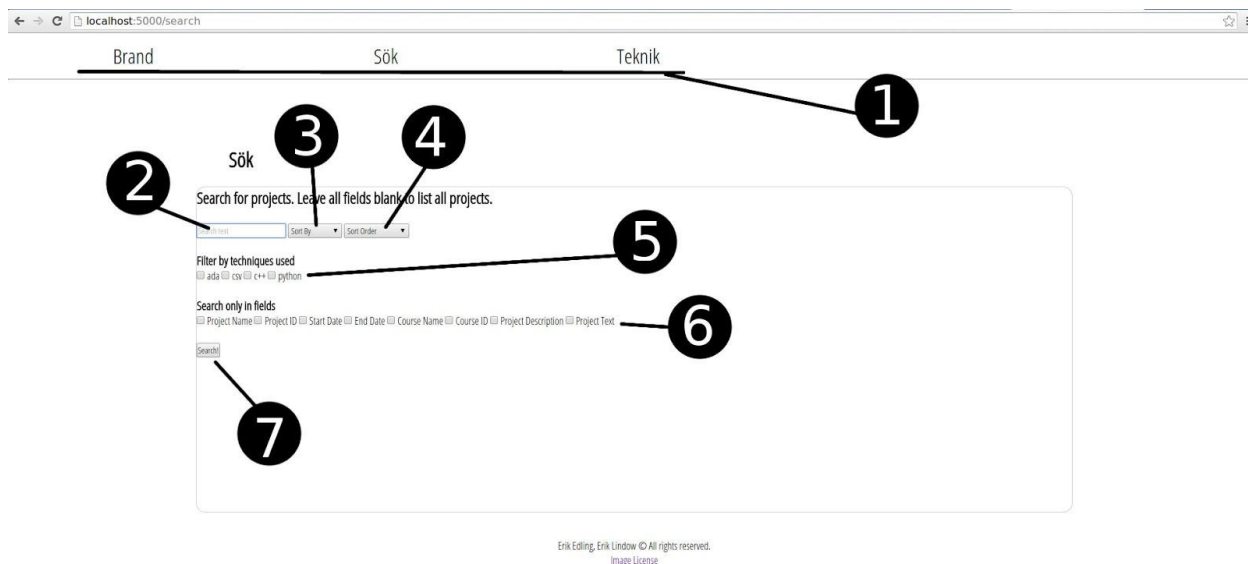 localhost:5000/search
Brand Sök Teknik
1
3 4
Sök
2
Search for projects. Leave all fields blank to list all projects.
Search text Sort By Sort Order
5
Filter by techniques used
ada csv c++ python
Search only in fields
Project Name Project ID Start Date End Date Course Name Course ID Project Description Project Text
6
Search!
7
Erik Edling, Erik Lindow © All rights reserved.
Image License